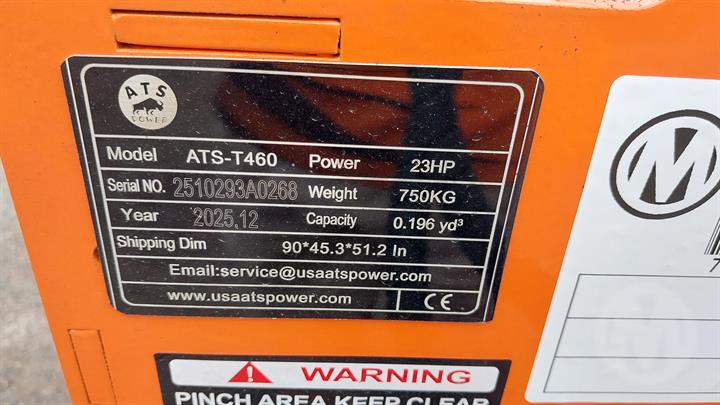 ATS
POWER
Model ATS-T460 Power 23HP
Serial NO. 2510293A0268 Weight 750KG
Year 2025.12 Capacity 0.196 yd³
Shipping Dim 90*45.3*51.2 In
Email:service@usaatspower.com
www.usaatspower.com CE
WARNING
PINCH AREA KEEP CLEAR
M
7
M